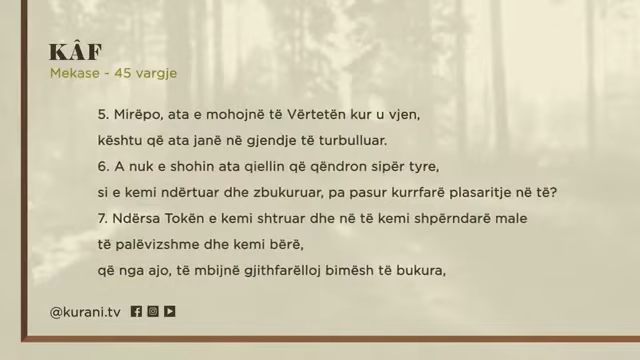 KÂF
Mekase - 45 vargje
5. Mirëpo, ata e mohojnë të Vërtetën kur u vjen,
kështu që ata janë në gjendje të turbulluar.
6. A nuk e shohin ata qiellin që qëndron sipër tyre,
si e kemi ndërtuar dhe zbukuruar, pa pasur kurrfarë plasaritje në të?
7. Ndërsa Tokën e kemi shtruar dhe në të kemi shpërndarë male
të palëvizshme dhe kemi bërë,
që nga ajo, të mbijnë gjithfarëlloj bimësh të bukura,
@kurani.tv